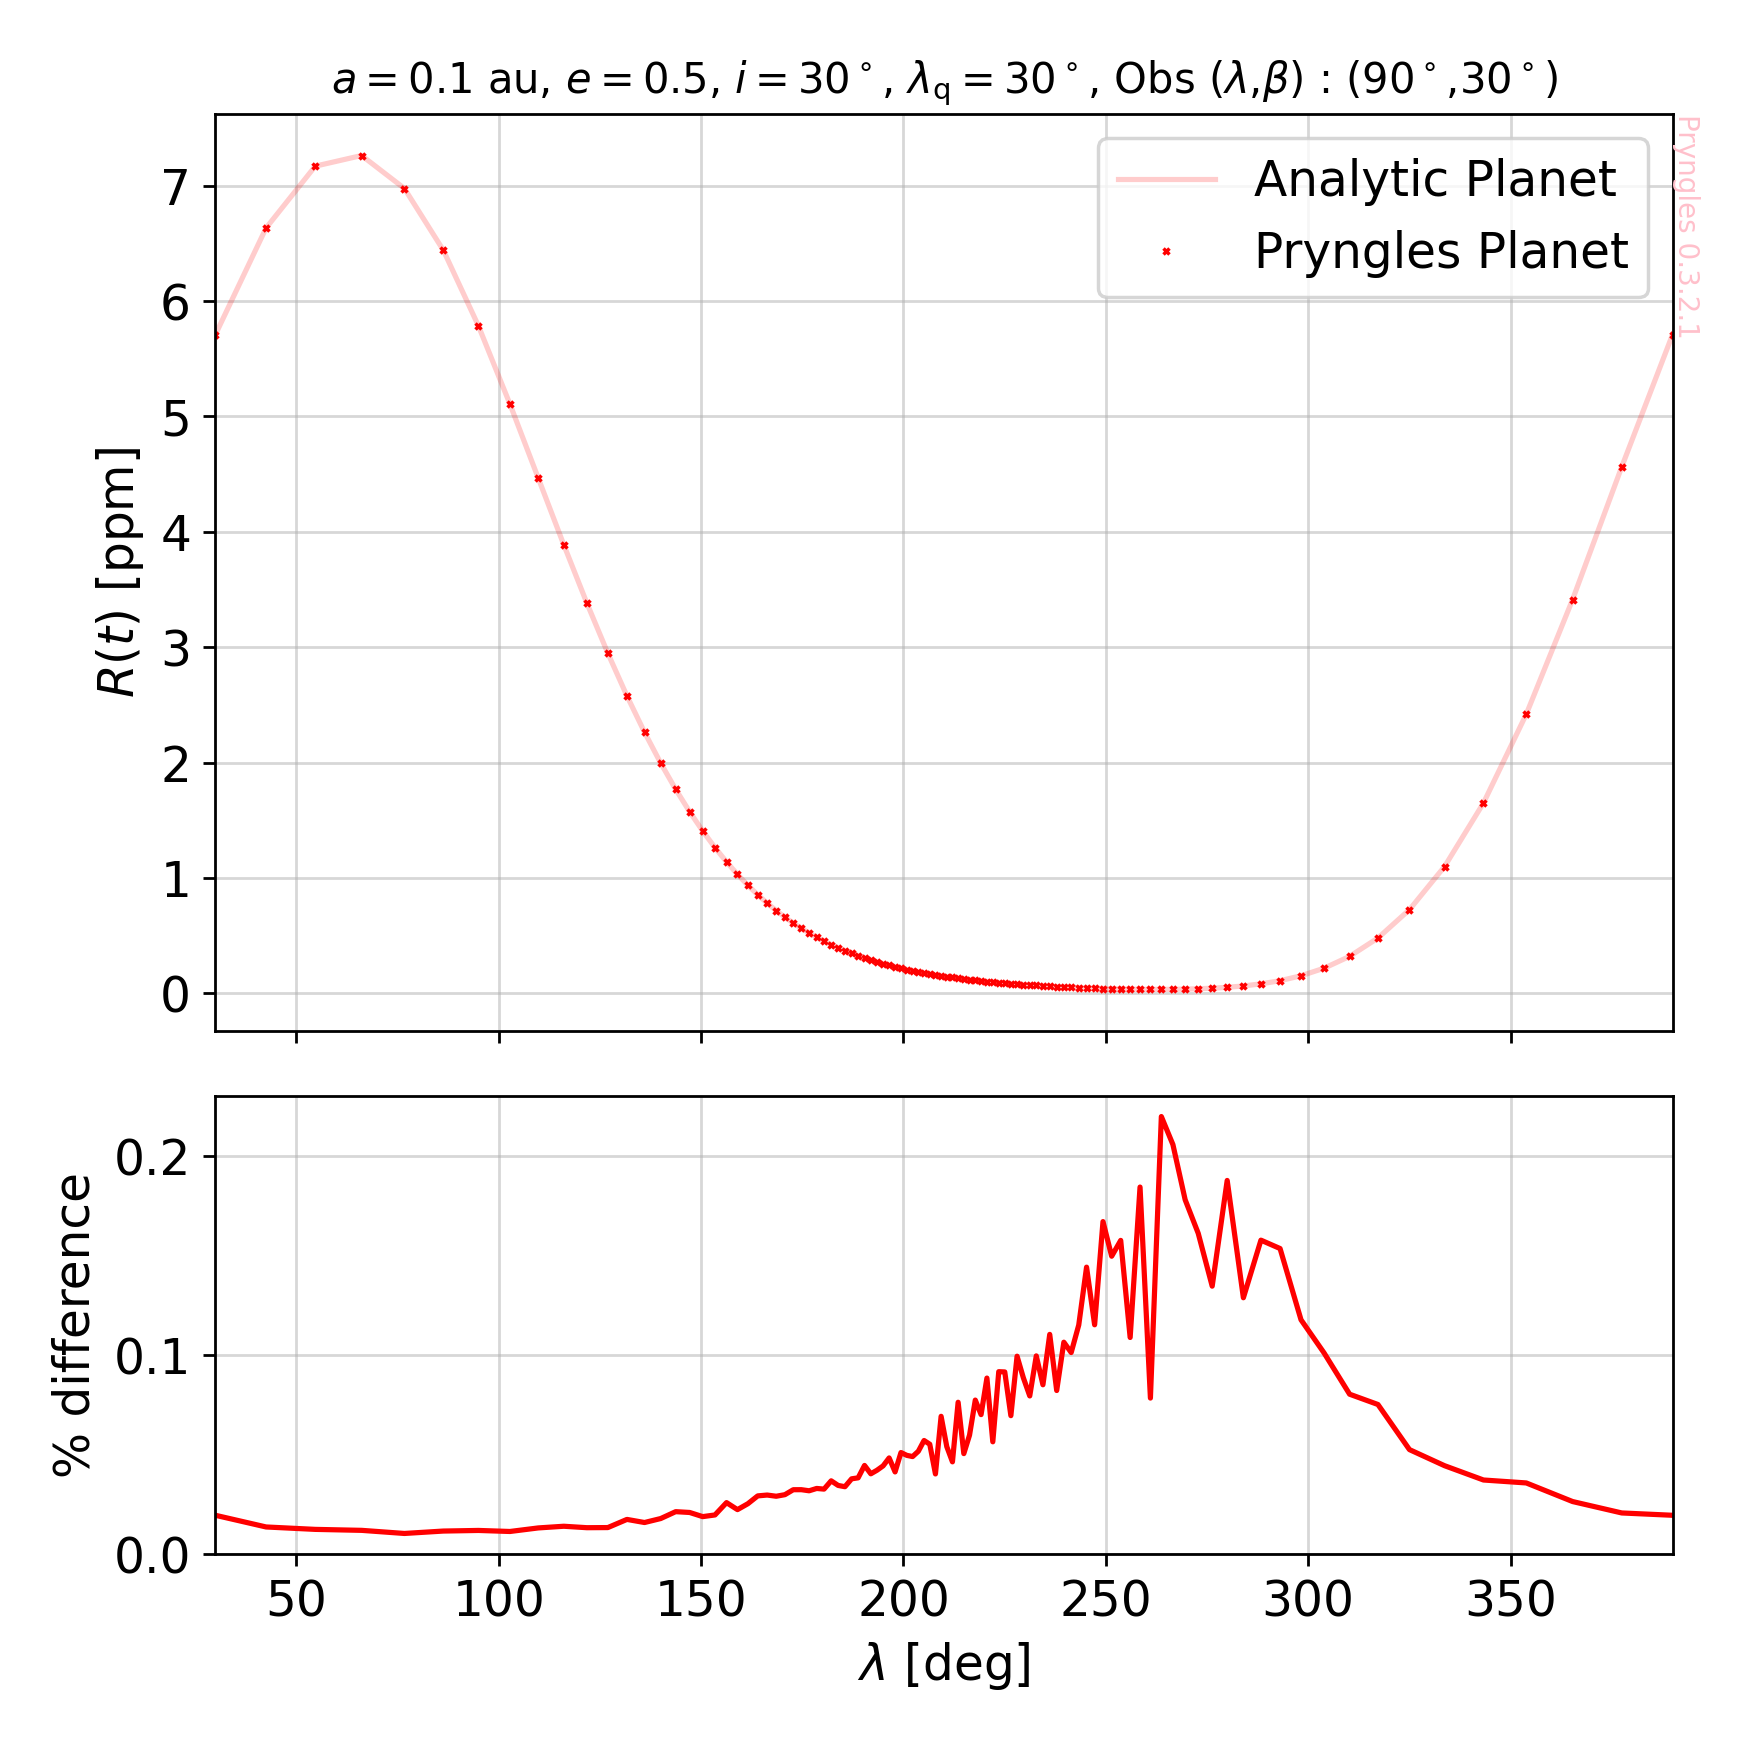 a = 0.1 au, e = 0.5, i = 30°, λq = 30°, Obs (λ,β) : (90°,30°)
Pryngles 0.3.2.1
Analytic Planet
Pryngles Planet
R(t) [ppm]
7
6
5
4
3
2
1
0
% difference
0.2
0.1
0.0
50 100 150 200 250 300 350
λ [deg]